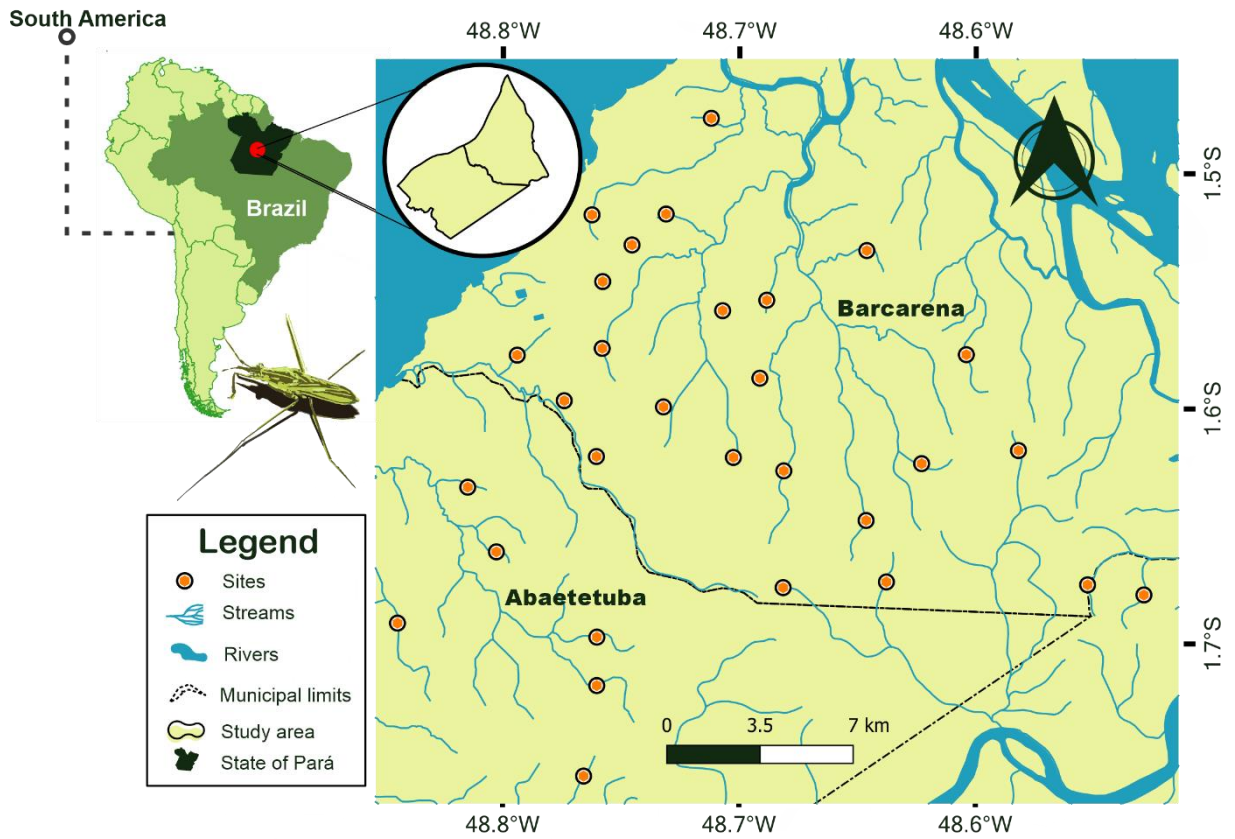 South America
48.8°W 48.7°W 48.6°W
Brazil
1.5°S
Barcarena
1.6°S
Abaetetuba
1.7°S
Legend
Sites
Streams
Rivers
Municipal limits
Study area
State of Pará
0 3.5 7 km
48.8°W 48.7°W 48.6°W